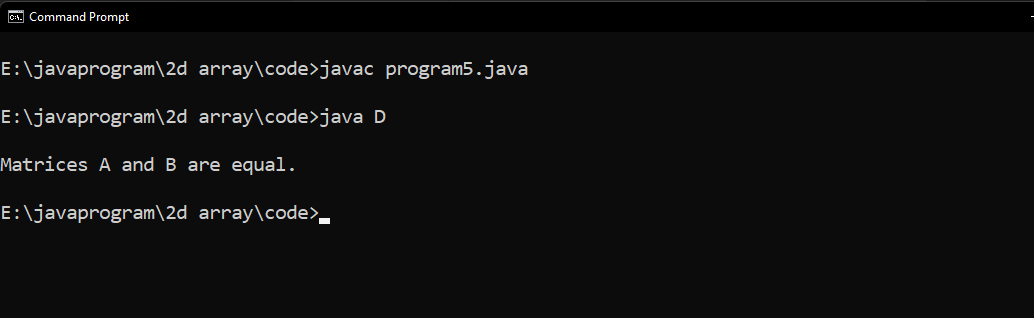 Command Prompt
E:\javaprogram\2d array\code>javac program5.java
E:\javaprogram\2d array\code>java D
Matrices A and B are equal.
E:\javaprogram\2d array\code>